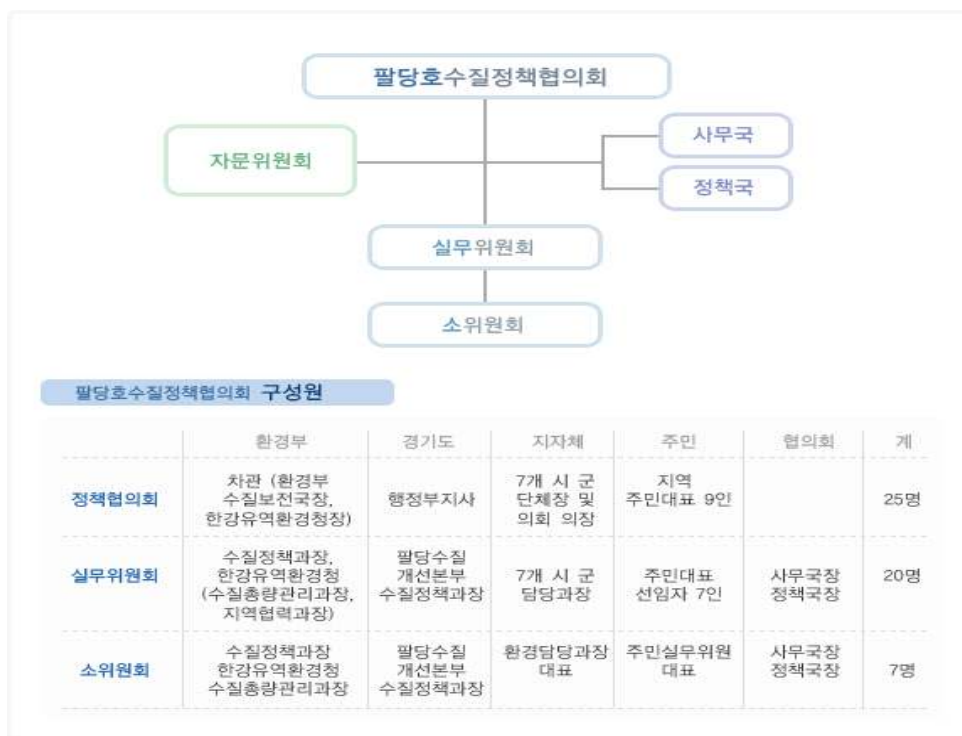 팔당호수질정책협의회
자문위원회
사무국
정책국
실무위원회
소위원회
팔당호수질정책협의회 구성원
환경부 경기도 지자체 주민 협의회 계
정책협의회
차관 (환경부
수질보전국장,
한강유역환경청장)
행정부지사
7개 시 군
단체장 및
의회 의장
지역
주민대표 9인
25명
실무위원회
수질정책과장,
한강유역환경청
(수질총량관리과장,
지역협력과장)
팔당수질
개선본부
수질정책과장
7개 시 군
담당과장
주민대표
선임자 7인
사무국장
정책국장
20명
소위원회
수질정책과장
한강유역환경청
수질총량관리과장
팔당수질
개선본부
수질정책과장
환경담당과장
대표
주민실무위원
대표
사무국장
정책국장
7명